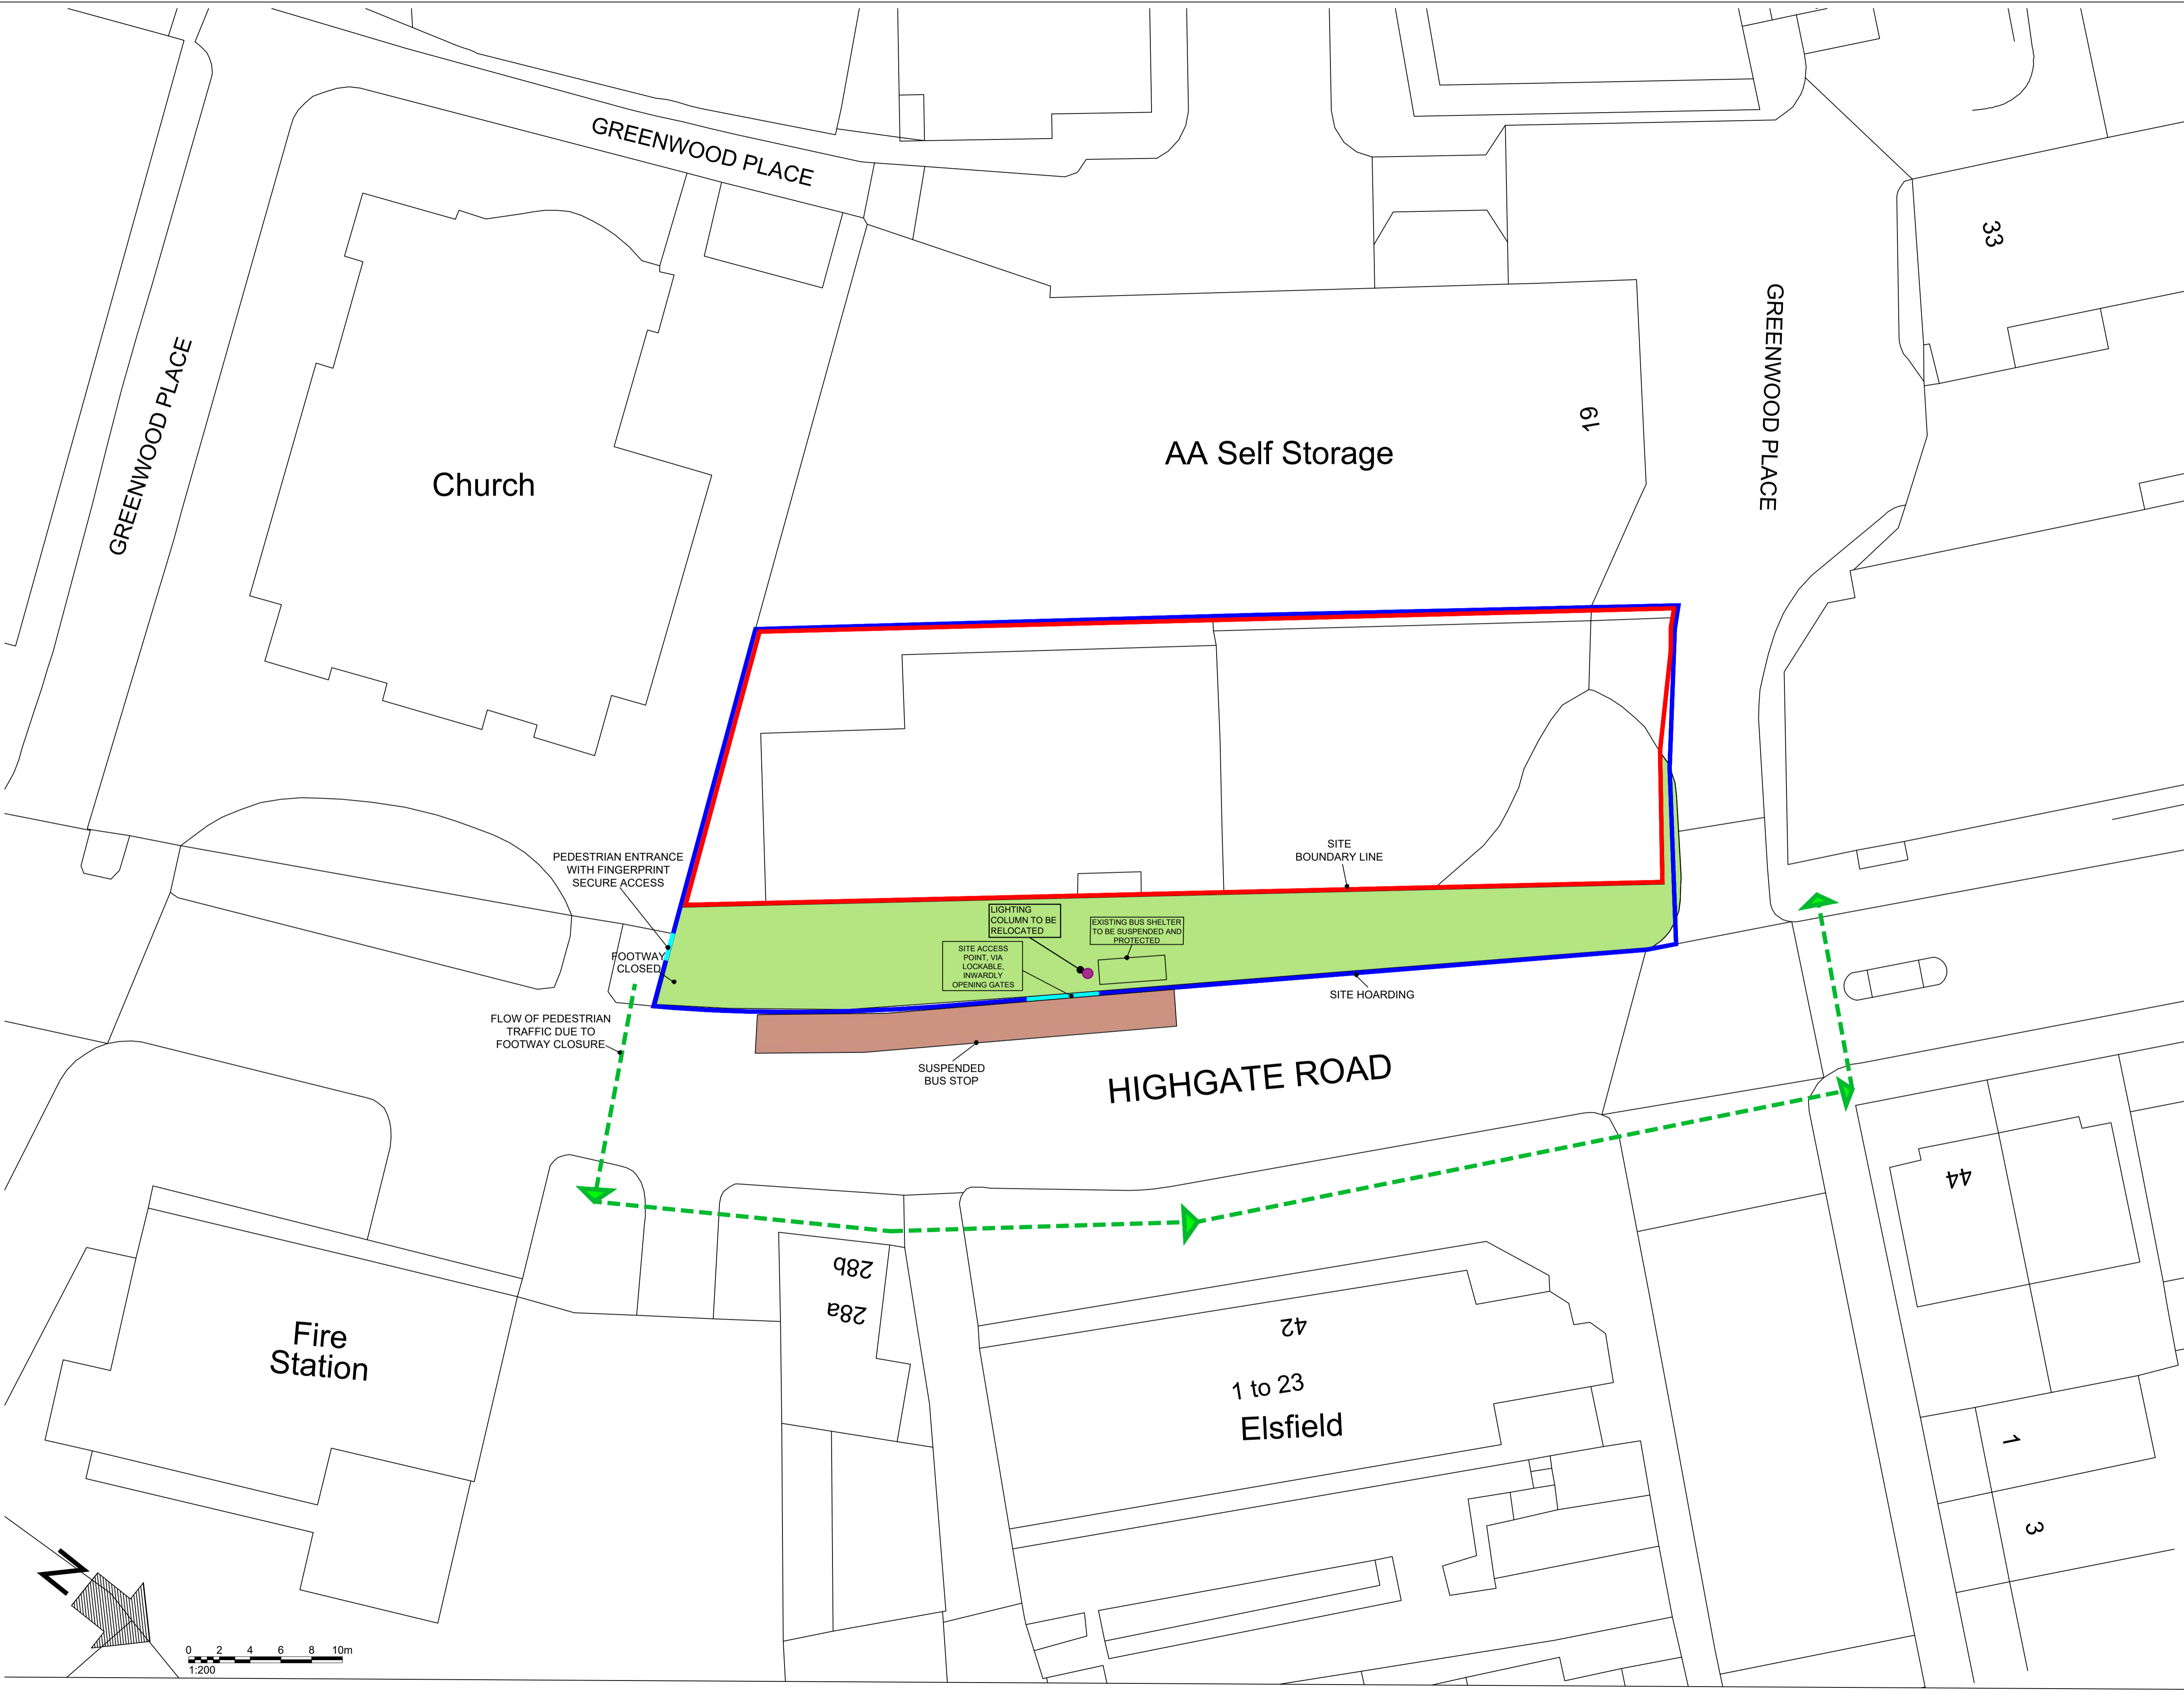 GREENWOOD PLACE
GREENWOOD PLACE
GREENWOOD PLACE
33
19
AA Self Storage
Church
SITE
BOUNDARY LINE
PEDESTRIAN ENTRANCE
WITH FINGERPRINT
SECURE ACCESS
LIGHTING
COLUMN TO BE
RELOCATED
EXISTING BUS SHELTER
TO BE SUSPENDED AND
PROTECTED
SITE ACCESS
POINT, VIA
LOCKABLE,
INWARDLY
OPENING GATES
FOOTWAY
CLOSED
SITE HOARDING
FLOW OF PEDESTRIAN
TRAFFIC DUE TO
FOOTWAY CLOSURE
SUSPENDED
BUS STOP
HIGHGATE ROAD
44
28b
28a
Fire
Station
42
1 to 23
Elsfield
1
3
N
0 2 4 6 8 10m
1:200